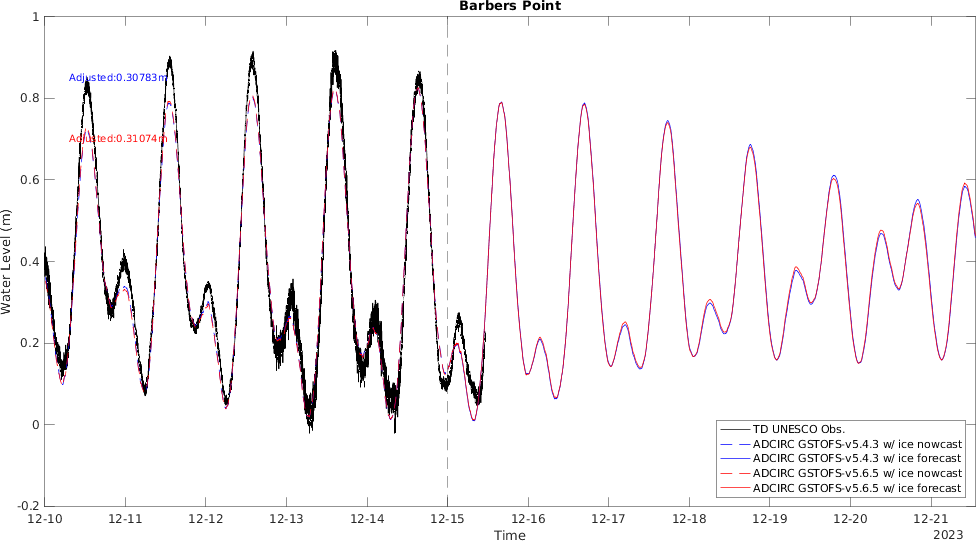 Barbers Point
Water Level (m)
1
0.8
0.6
0.4
0.2
0
-0.2
Adjusted:0.30783m
Adjusted:0.31074m
TD UNESCO Obs.
ADCIRC GSTOFS-v5.4.3 w/ ice nowcast
ADCIRC GSTOFS-v5.4.3 w/ ice forecast
ADCIRC GSTOFS-v5.6.5 w/ ice nowcast
ADCIRC GSTOFS-v5.6.5 w/ ice forecast
12-10 12-11 12-12 12-13 12-14 12-15 12-16 12-17 12-18 12-19 12-20 12-21
Time
2023